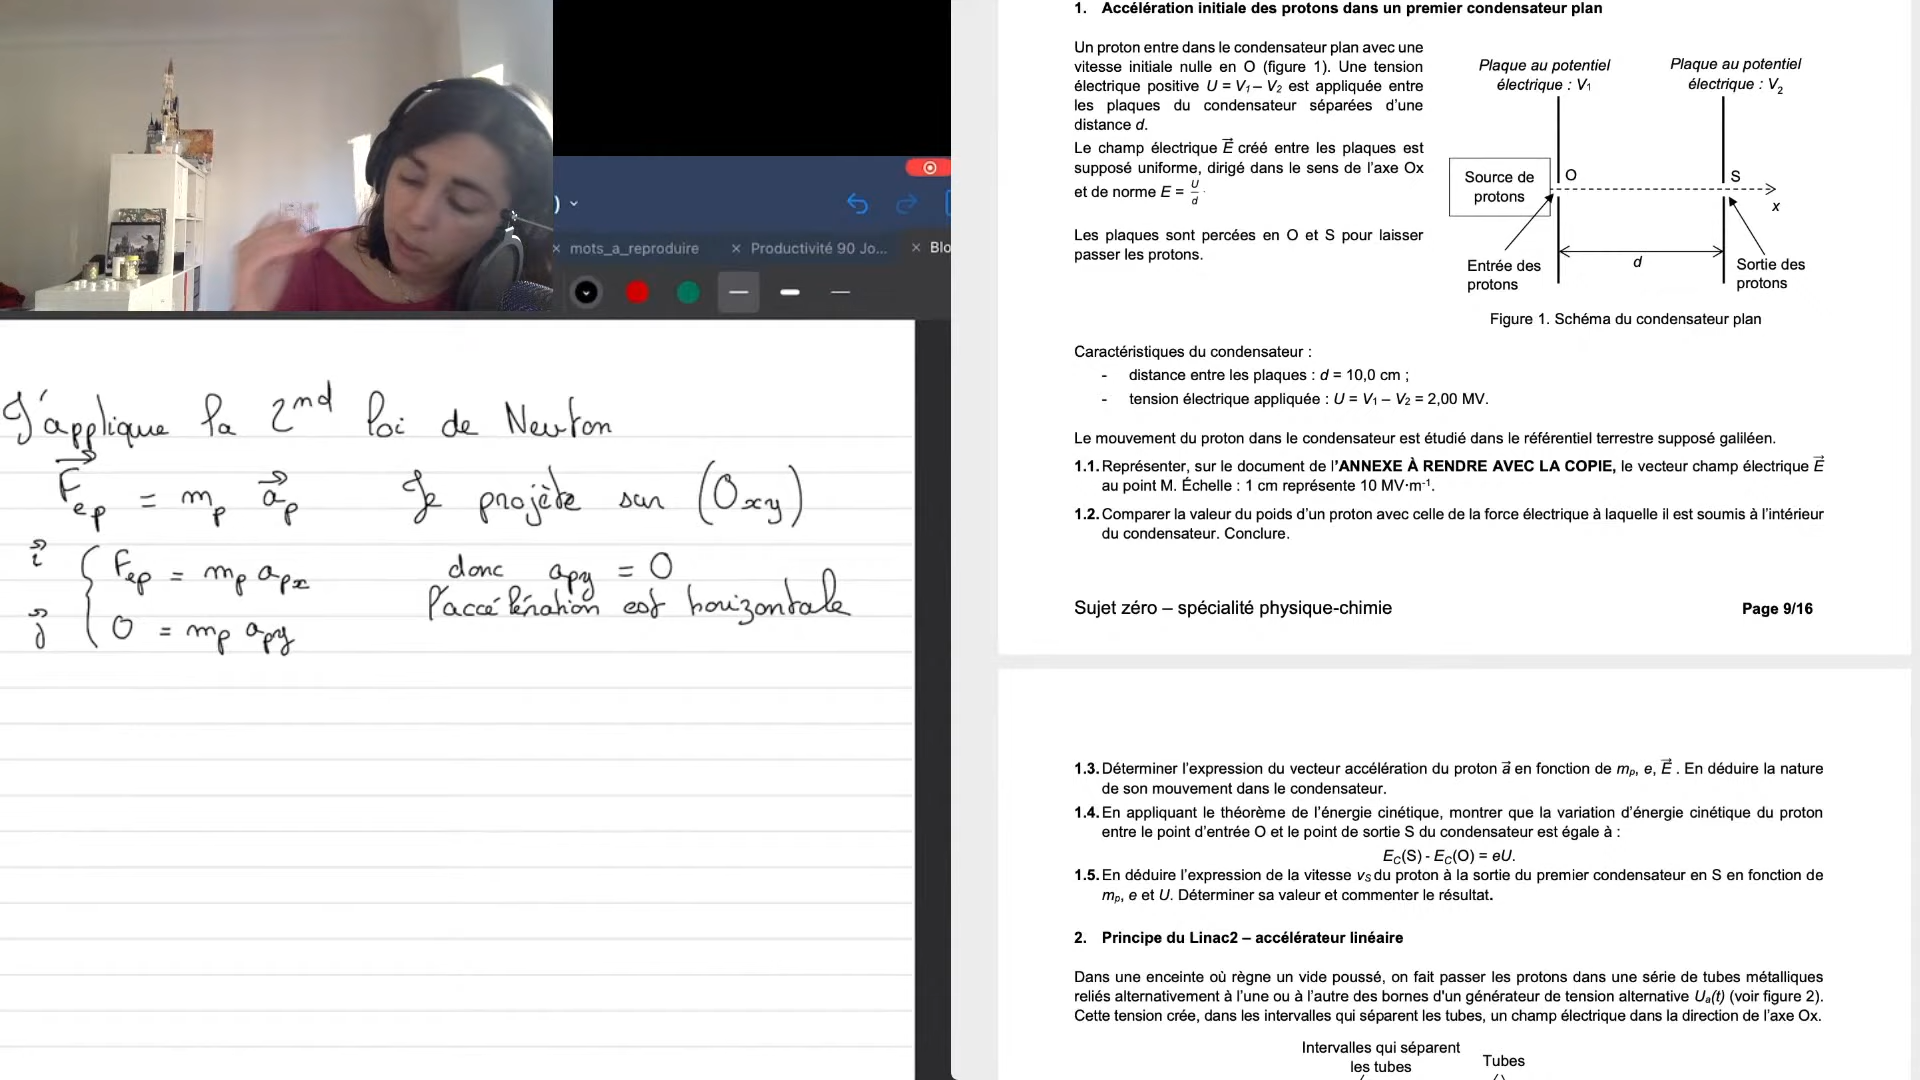 mots_a_reproduire
Productivité 90 Jo...
Blo
J'applique la 2nd loi de Newton
F⃗ep = mp a⃗p Je projète sur (Oxy)
i⃗ { Fep = mp apx donc apy = 0
l'accélération est horizontale
j⃗ { 0 = mp apy
1. Accélération initiale des protons dans un premier condensateur plan
Un proton entre dans le condensateur plan avec une
vitesse initiale nulle en O (figure 1). Une tension
électrique positive U = V1 – V2 est appliquée entre
les plaques du condensateur séparées d’une
distance d.
Le champ électrique E⃗ créé entre les plaques est
supposé uniforme, dirigé dans le sens de l’axe Ox
et de norme E = U/d .
Les plaques sont percées en O et S pour laisser
passer les protons.
Plaque au potentiel
électrique : V1
Plaque au potentiel
électrique : V2
Source de
protons
O
S
x
d
Entrée des
protons
Sortie des
protons
Figure 1. Schéma du condensateur plan
Caractéristiques du condensateur :
- distance entre les plaques : d = 10,0 cm ;
- tension électrique appliquée : U = V1 – V2 = 2,00 MV.
Le mouvement du proton dans le condensateur est étudié dans le référentiel terrestre supposé galiléen.
1.1. Représenter, sur le document de l’ANNEXE À RENDRE AVEC LA COPIE, le vecteur champ électrique E⃗
au point M. Échelle : 1 cm représente 10 MV·m-1.
1.2. Comparer la valeur du poids d’un proton avec celle de la force électrique à laquelle il est soumis à l’intérieur
du condensateur. Conclure.
Sujet zéro – spécialité physique-chimie Page 9/16
1.3. Déterminer l’expression du vecteur accélération du proton a⃗ en fonction de mp, e, E⃗ . En déduire la nature
de son mouvement dans le condensateur.
1.4. En appliquant le théorème de l’énergie cinétique, montrer que la variation d’énergie cinétique du proton
entre le point d’entrée O et le point de sortie S du condensateur est égale à :
EC(S) - EC(O) = eU.
1.5. En déduire l’expression de la vitesse vS du proton à la sortie du premier condensateur en S en fonction de
mp, e et U. Déterminer sa valeur et commenter le résultat.
2. Principe du Linac2 – accélérateur linéaire
Dans une enceinte où règne un vide poussé, on fait passer les protons dans une série de tubes métalliques
reliés alternativement à l’une ou à l’autre des bornes d'un générateur de tension alternative Ua(t) (voir figure 2).
Cette tension crée, dans les intervalles qui séparent les tubes, un champ électrique dans la direction de l’axe Ox.
Intervalles qui séparent
les tubes
Tubes